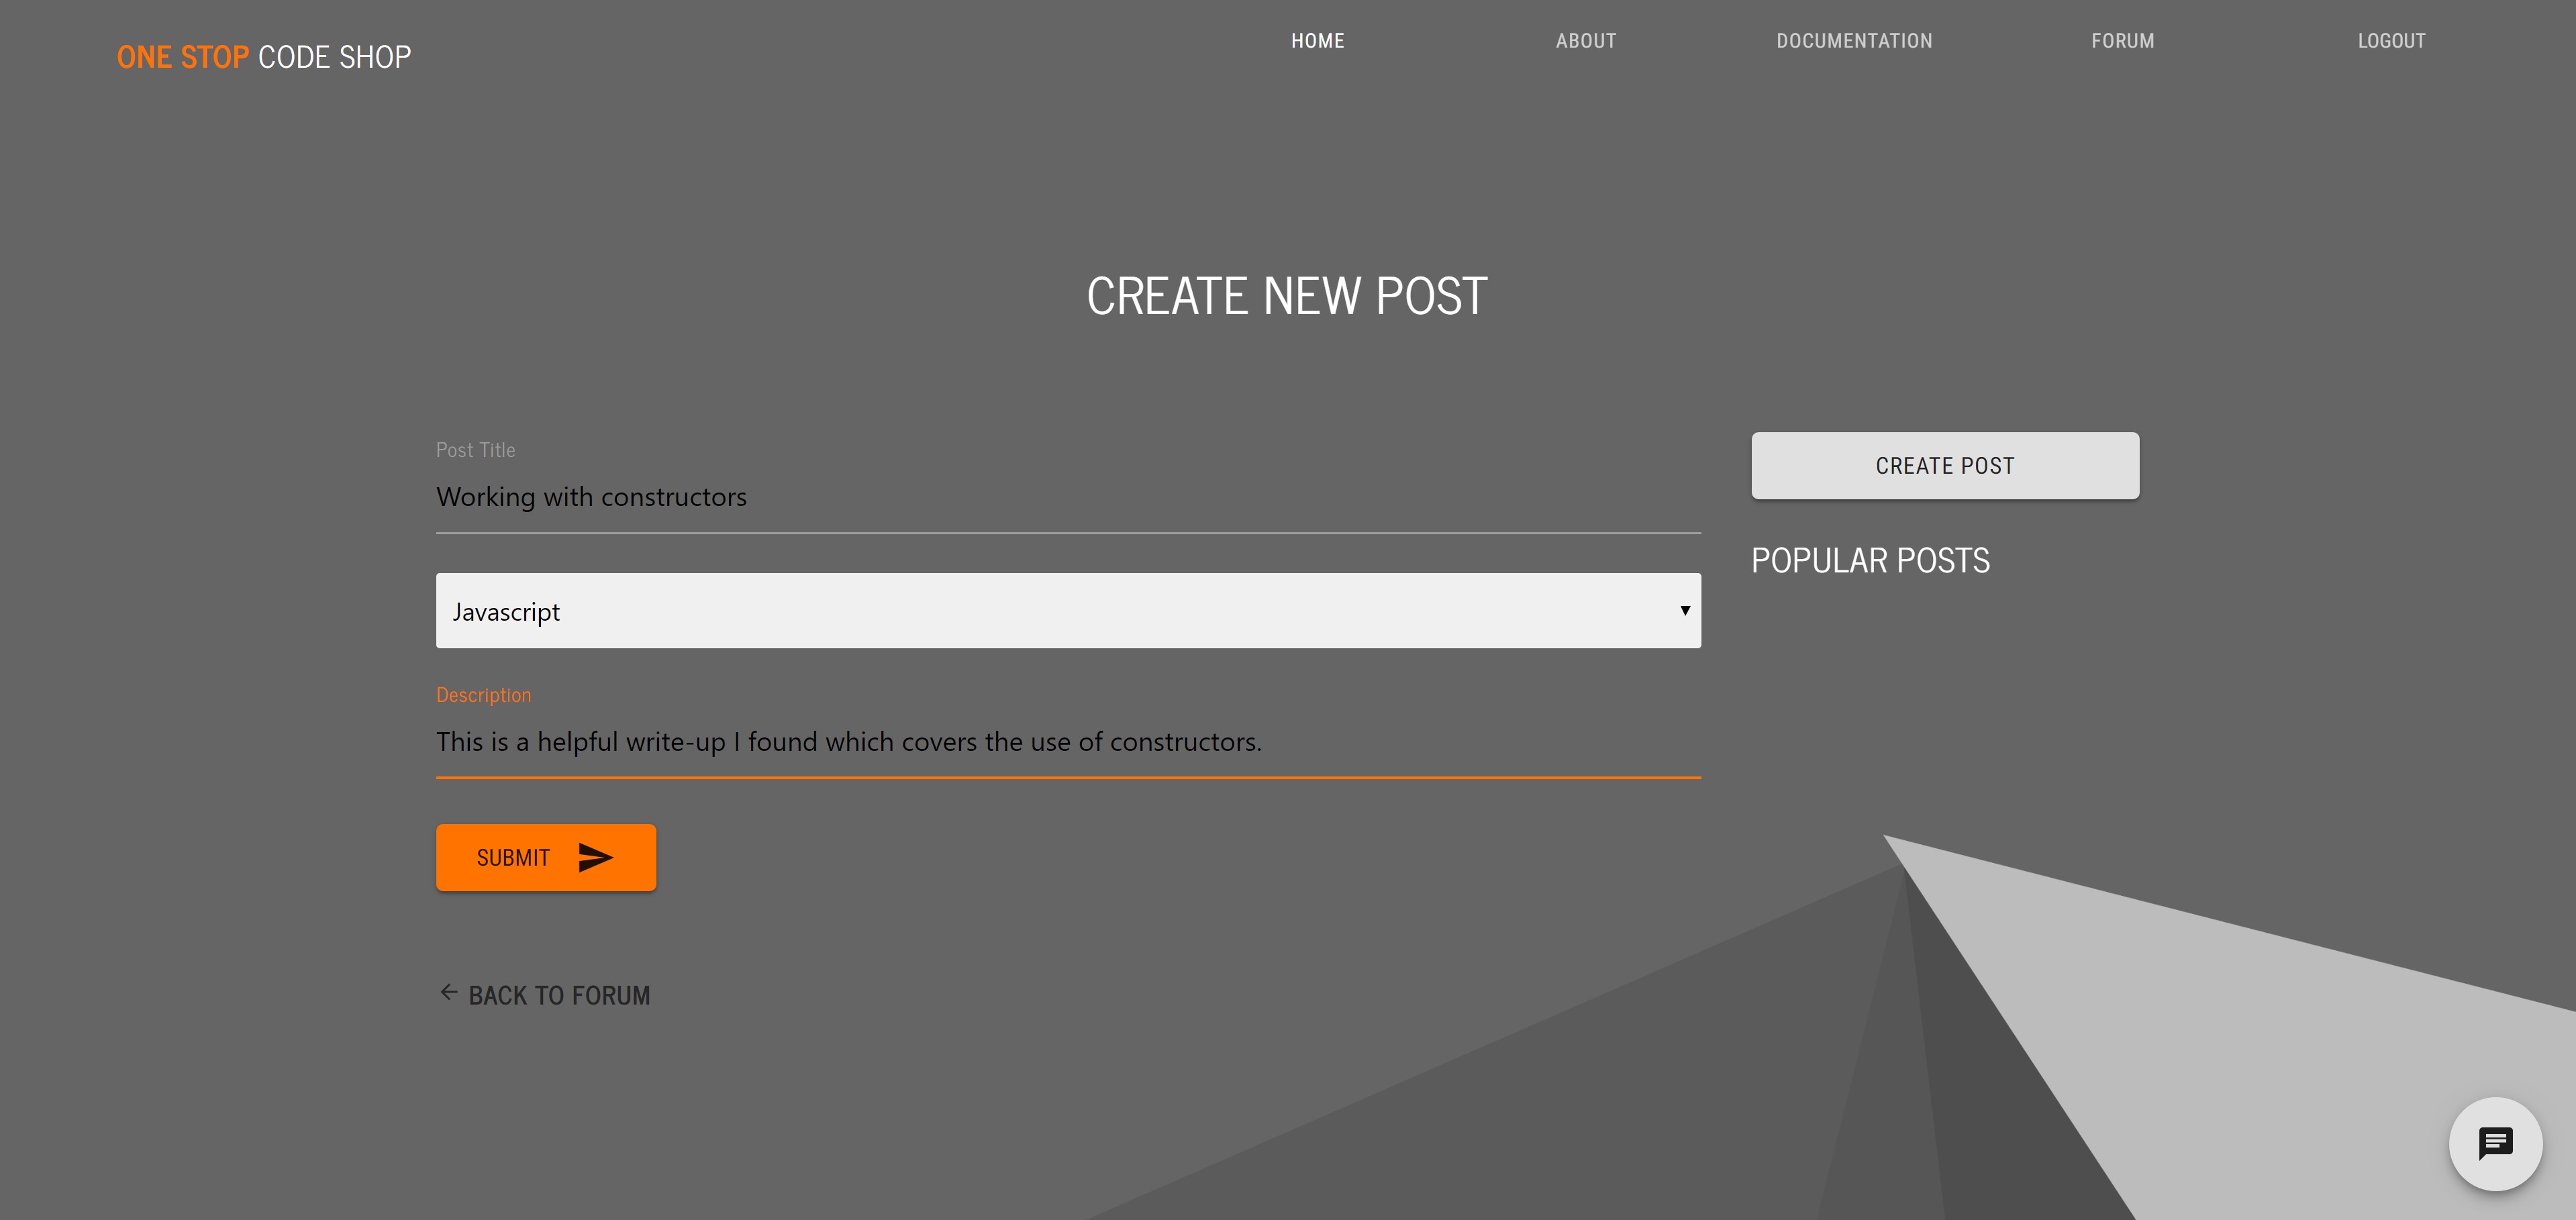 ONE STOP CODE SHOP
HOME
ABOUT
DOCUMENTATION
FORUM
LOGOUT
CREATE NEW POST
Post Title
Working with constructors
Javascript
Description
This is a helpful write-up I found which covers the use of constructors.
SUBMIT
BACK TO FORUM
CREATE POST
POPULAR POSTS